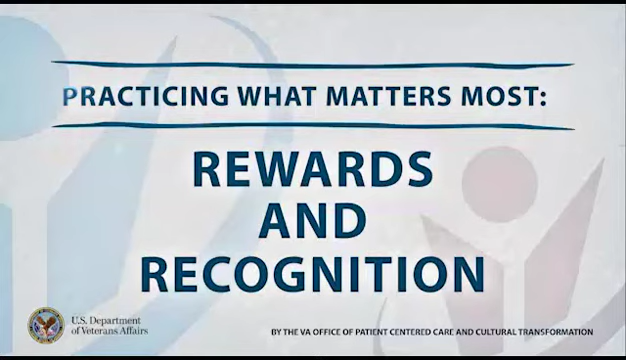 PRACTICING WHAT MATTERS MOST:
REWARDS
AND
RECOGNITION
U.S. Department
of Veterans Affairs
BY THE VA OFFICE OF PATIENT CENTERED CARE AND CULTURAL TRANSFORMATION